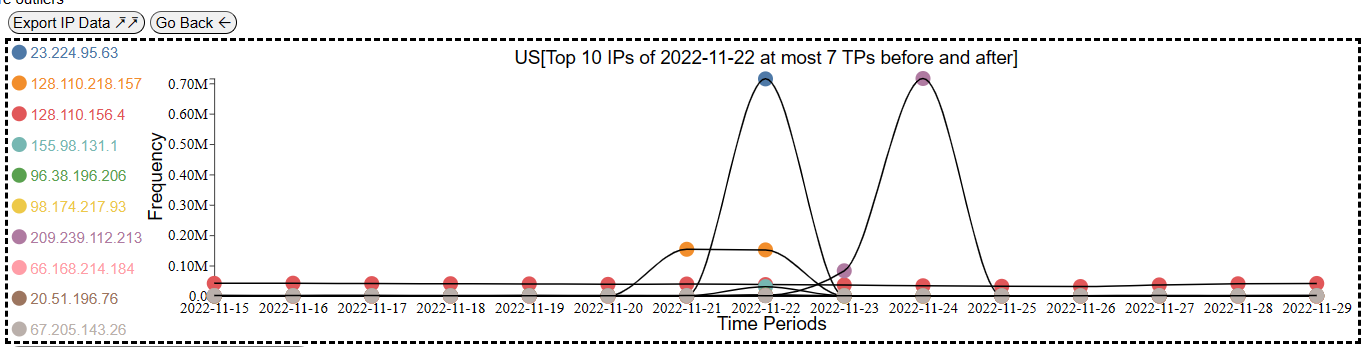 re outliers
Export IP Data ↗↗ Go Back ←
US[Top 10 IPs of 2022-11-22 at most 7 TPs before and after]
23.224.95.63
128.110.218.157
128.110.156.4
155.98.131.1
96.38.196.206
98.174.217.93
209.239.112.213
66.168.214.184
20.51.196.76
67.205.143.26
Frequency
0.70M
0.60M
0.50M
0.40M
0.30M
0.20M
0.10M
0.0
2022-11-15 2022-11-16 2022-11-17 2022-11-18 2022-11-19 2022-11-20 2022-11-21 2022-11-22 2022-11-23 2022-11-24 2022-11-25 2022-11-26 2022-11-27 2022-11-28 2022-11-29
Time Periods